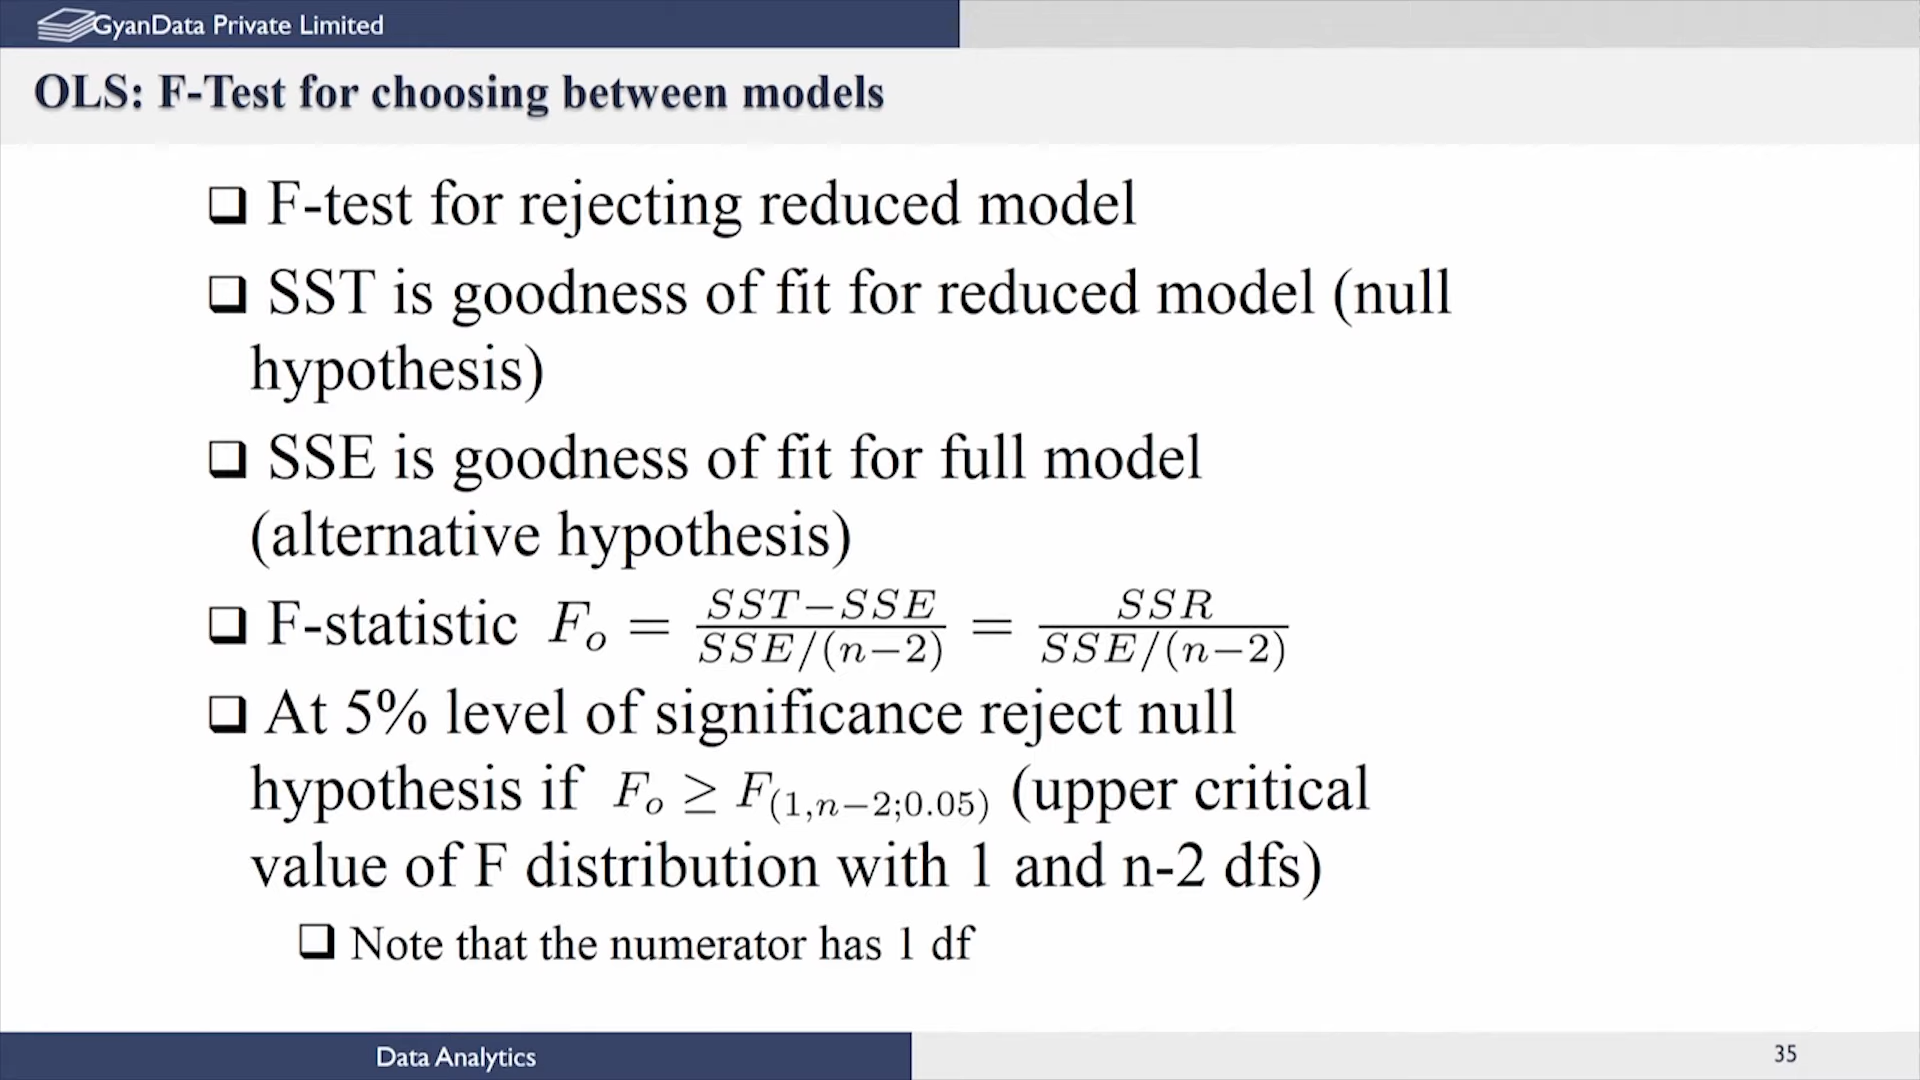 GyanData Private Limited
OLS: F-Test for choosing between models
❑ F-test for rejecting reduced model
❑ SST is goodness of fit for reduced model (null
hypothesis)
❑ SSE is goodness of fit for full model
(alternative hypothesis)
❑ F-statistic $F_o = \frac{SST-SSE}{SSE/(n-2)} = \frac{SSR}{SSE/(n-2)}$
❑ At 5% level of significance reject null
hypothesis if $F_o \geq F_{(1,n-2;0.05)}$ (upper critical
value of F distribution with 1 and n-2 dfs)
❑ Note that the numerator has 1 df
Data Analytics
35